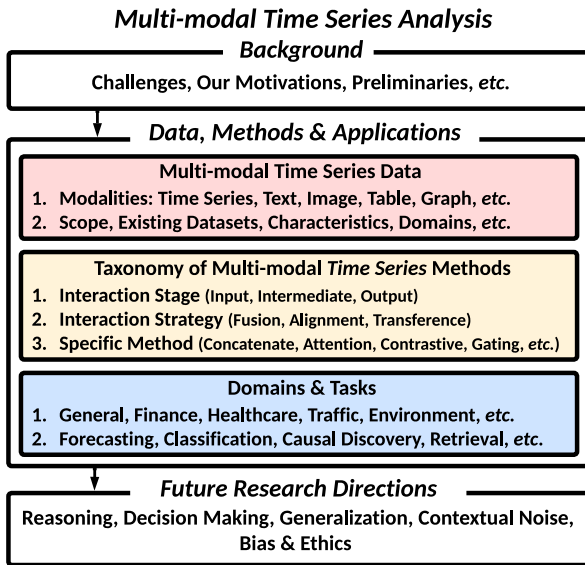 Multi-modal Time Series Analysis
Background
Challenges, Our Motivations, Preliminaries, etc.
Data, Methods & Applications
Multi-modal Time Series Data
1. Modalities: Time Series, Text, Image, Table, Graph, etc.
2. Scope, Existing Datasets, Characteristics, Domains, etc.
Taxonomy of Multi-modal Time Series Methods
1. Interaction Stage (Input, Intermediate, Output)
2. Interaction Strategy (Fusion, Alignment, Transference)
3. Specific Method (Concatenate, Attention, Contrastive, Gating, etc.)
Domains & Tasks
1. General, Finance, Healthcare, Traffic, Environment, etc.
2. Forecasting, Classification, Causal Discovery, Retrieval, etc.
Future Research Directions
Reasoning, Decision Making, Generalization, Contextual Noise,
Bias & Ethics